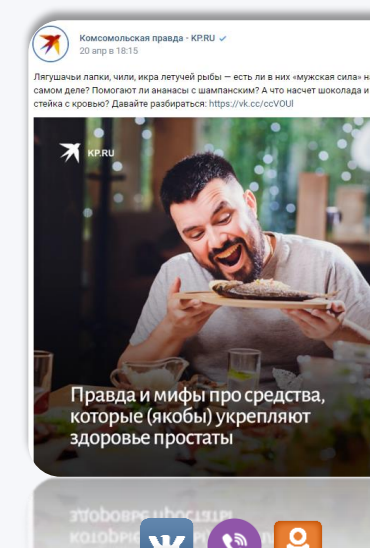 Комсомольская правда - KP.RU
20 апр в 18:15
Лягушачьи лапки, чили, икра летучей рыбы — есть ли в них «мужская сила» н
самом деле? Помогают ли ананасы с шампанским? А что насчет шоколада и
стейка с кровью? Давайте разбираться: https://vk.cc/ccVOUl
KP.RU
Правда и мифы про средства,
которые (якобы) укрепляют
здоровье простаты